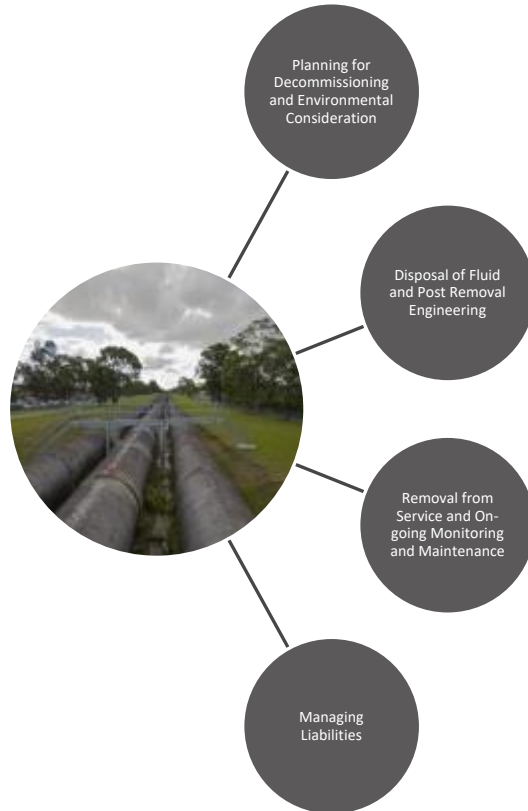 Planning for
Decommissioning
and Environmental
Consideration
Disposal of Fluid
and Post Removal
Engineering
Removal from
Service and On-
going Monitoring
and Maintenance
Managing
Liabilities